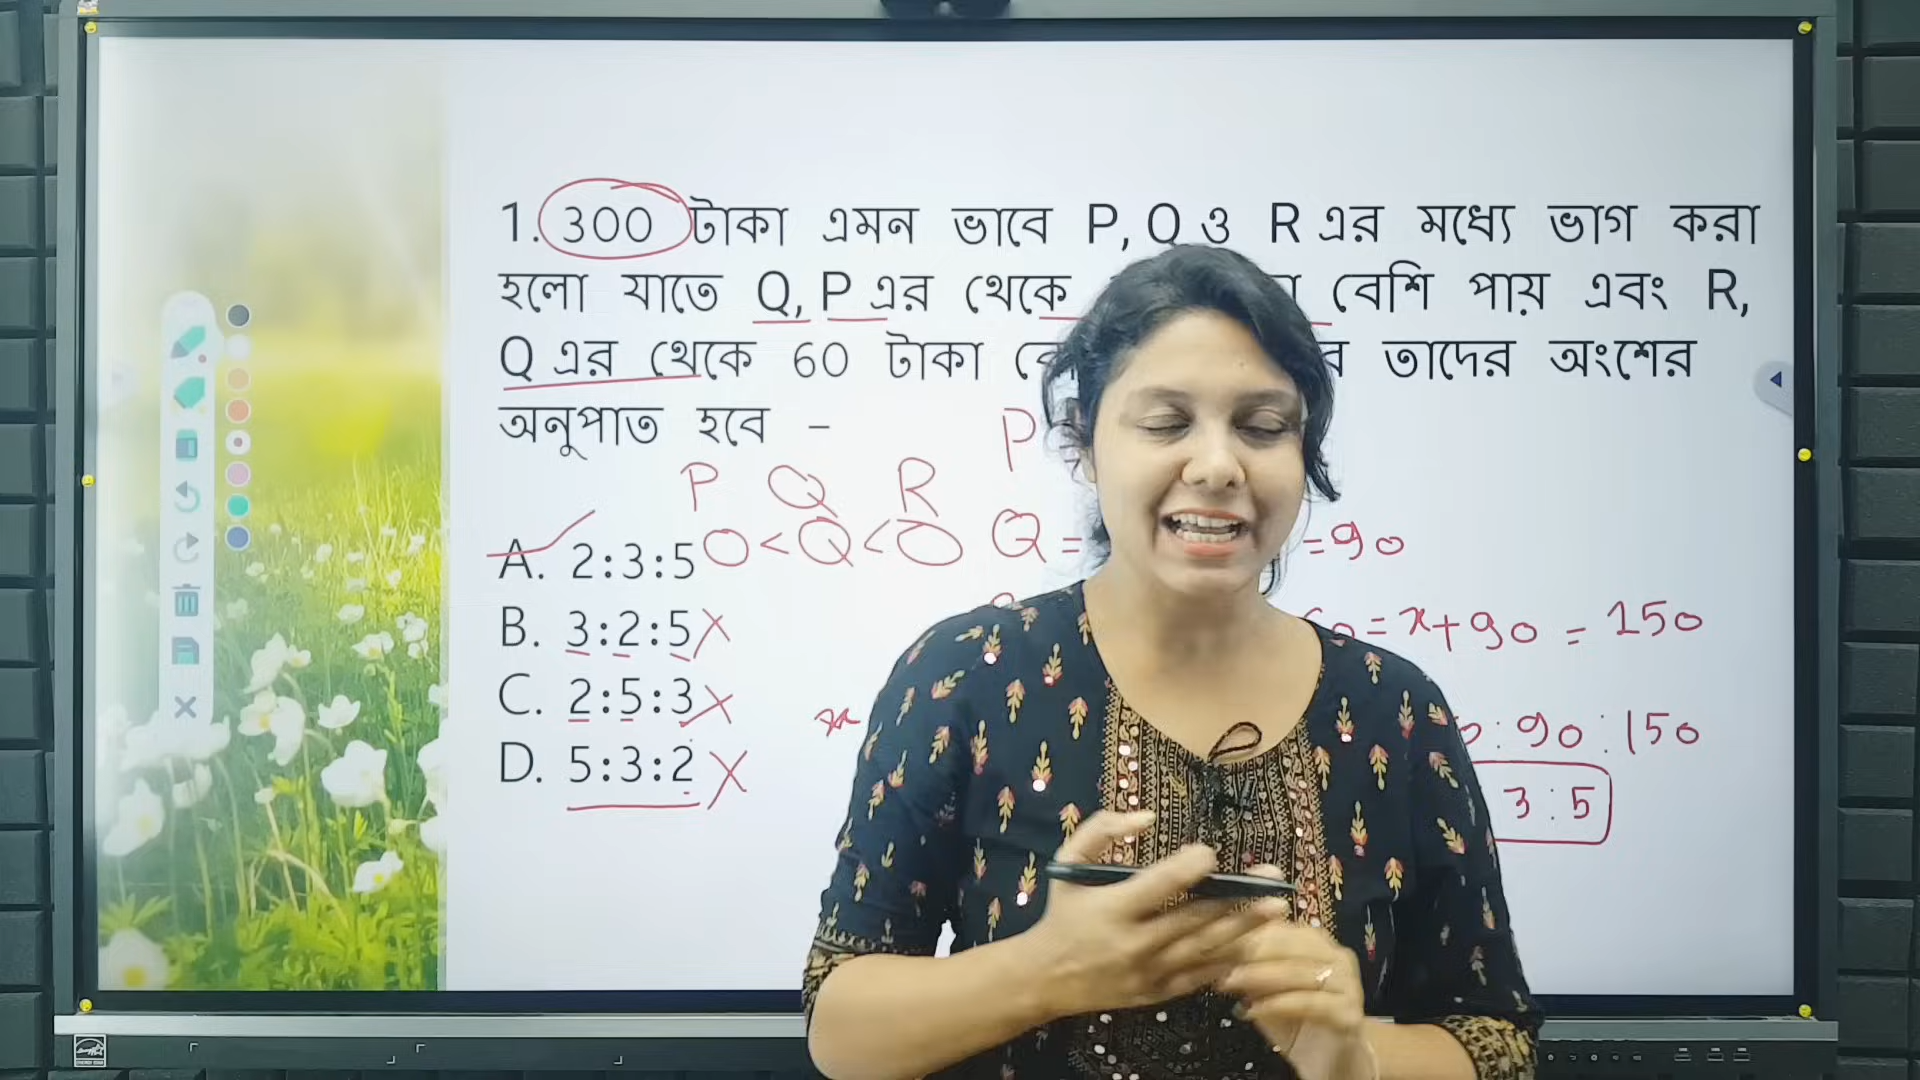 1. 300 টাকা এমন ভাবে P, Q ও R এর মধ্যে ভাগ করা
হলো যাতে Q, P এর থেকে বেশি পায় এবং R,
Q এর থেকে 60 টাকা তাদের অংশের
অনুপাত হবে -
P Q R P
A. 2:3:5 O < Q < O Q = = 90
B. 3:2:5 X = x + 90 = 150
C. 2:5:3 X x : 90 : 150
D. 5:3:2 X 3 : 5